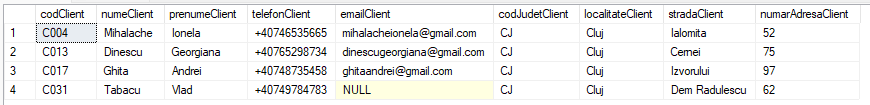 codClient numeClient prenumeClient telefonClient emailClient codJudetClient localitateClient stradaClient numarAdresaClient
1 C004 Mihalache Ionela +40746535665 mihalacheionela@gmail.com CJ Cluj Ialomita 52
2 C013 Dinescu Georgiana +40765298734 dinescugeorgiana@gmail.com CJ Cluj Cernei 75
3 C017 Ghita Andrei +40748735458 ghitaandrei@gmail.com CJ Cluj Izvorului 97
4 C031 Tabacu Vlad +40749784783 NULL CJ Cluj Dem Radulescu 62